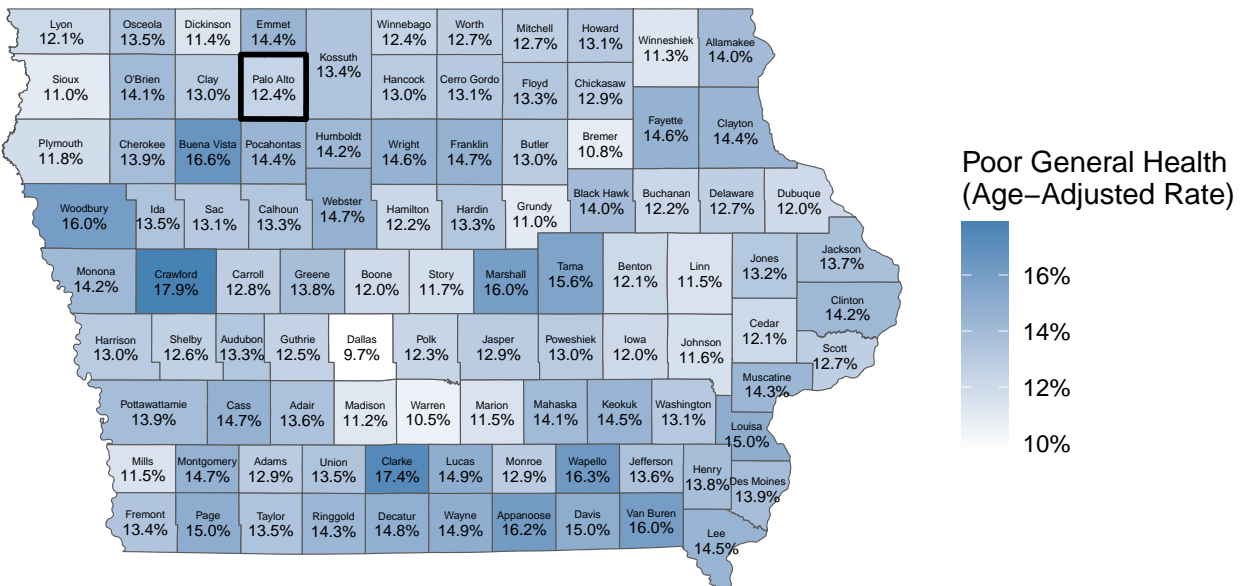 Lyon
12.1%
Osceola
13.5%
Dickinson
11.4%
Emmet
14.4%
Kossuth
13.4%
Winnebago
12.4%
Worth
12.7%
Mitchell
12.7%
Howard
13.1%
Winneshiek
11.3%
Allamakee
14.0%
Sioux
11.0%
O'Brien
14.1%
Clay
13.0%
Palo Alto
12.4%
Hancock
13.0%
Cerro Gordo
13.1%
Floyd
13.3%
Chickasaw
12.9%
Fayette
14.6%
Clayton
14.4%
Plymouth
11.8%
Cherokee
13.9%
Buena Vista
16.6%
Pocahontas
14.4%
Humboldt
14.2%
Wright
14.6%
Franklin
14.7%
Butler
13.0%
Bremer
10.8%
Woodbury
16.0%
Ida
13.5%
Sac
13.1%
Calhoun
13.3%
Webster
14.7%
Hamilton
12.2%
Hardin
13.3%
Grundy
11.0%
Black Hawk
14.0%
Buchanan
12.2%
Delaware
12.7%
Dubuque
12.0%
Monona
14.2%
Crawford
17.9%
Carroll
12.8%
Greene
13.8%
Boone
12.0%
Story
11.7%
Marshall
16.0%
Tama
15.6%
Benton
12.1%
Linn
11.5%
Jones
13.2%
Jackson
13.7%
Clinton
14.2%
Harrison
13.0%
Shelby
12.6%
Audubon
13.3%
Guthrie
12.5%
Dallas
9.7%
Polk
12.3%
Jasper
12.9%
Poweshiek
13.0%
Iowa
12.0%
Johnson
11.6%
Cedar
12.1%
Scott
12.7%
Muscatine
14.3%
Pottawattamie
13.9%
Cass
14.7%
Adair
13.6%
Madison
11.2%
Warren
10.5%
Marion
11.5%
Mahaska
14.1%
Keokuk
14.5%
Washington
13.1%
Louisa
15.0%
Mills
11.5%
Montgomery
14.7%
Adams
12.9%
Union
13.5%
Clarke
17.4%
Lucas
14.9%
Monroe
12.9%
Wapello
16.3%
Jefferson
13.6%
Henry
13.8%
Des Moines
13.9%
Fremont
13.4%
Page
15.0%
Taylor
13.5%
Ringgold
14.3%
Decatur
14.8%
Wayne
14.9%
Appanoose
16.2%
Davis
15.0%
Van Buren
16.0%
Lee
14.5%
Poor General Health
(Age−Adjusted Rate)
16%
14%
12%
10%